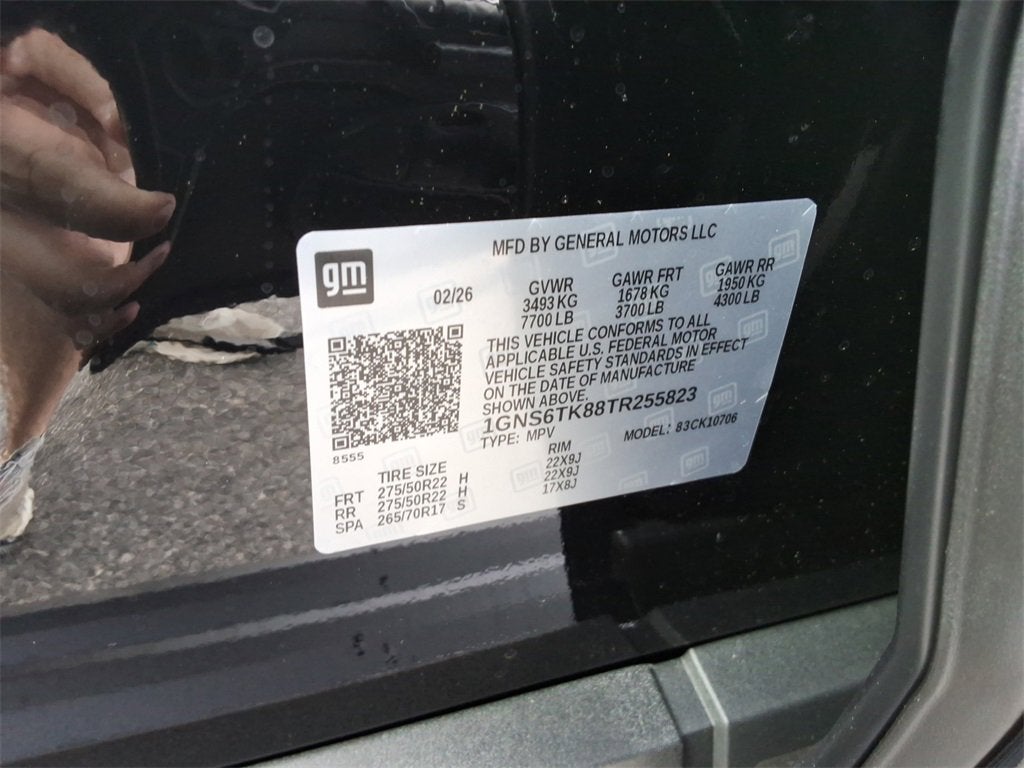 MFD BY GENERAL MOTORS LLC
gm
02/26
GVWR GAWR FRT GAWR RR
3493 KG 1678 KG 1950 KG
7700 LB 3700 LB 4300 LB
THIS VEHICLE CONFORMS TO ALL
APPLICABLE U.S. FEDERAL MOTOR
VEHICLE SAFETY STANDARDS IN EFFECT
ON THE DATE OF MANUFACTURE
SHOWN ABOVE.
1GNS6TK88TR255823
TYPE: MPV MODEL: 83CK10706
8555
TIRE SIZE RIM
FRT 275/50R22 H 22X9J
RR 275/50R22 H 22X9J
SPA 265/70R17 S 17X8J